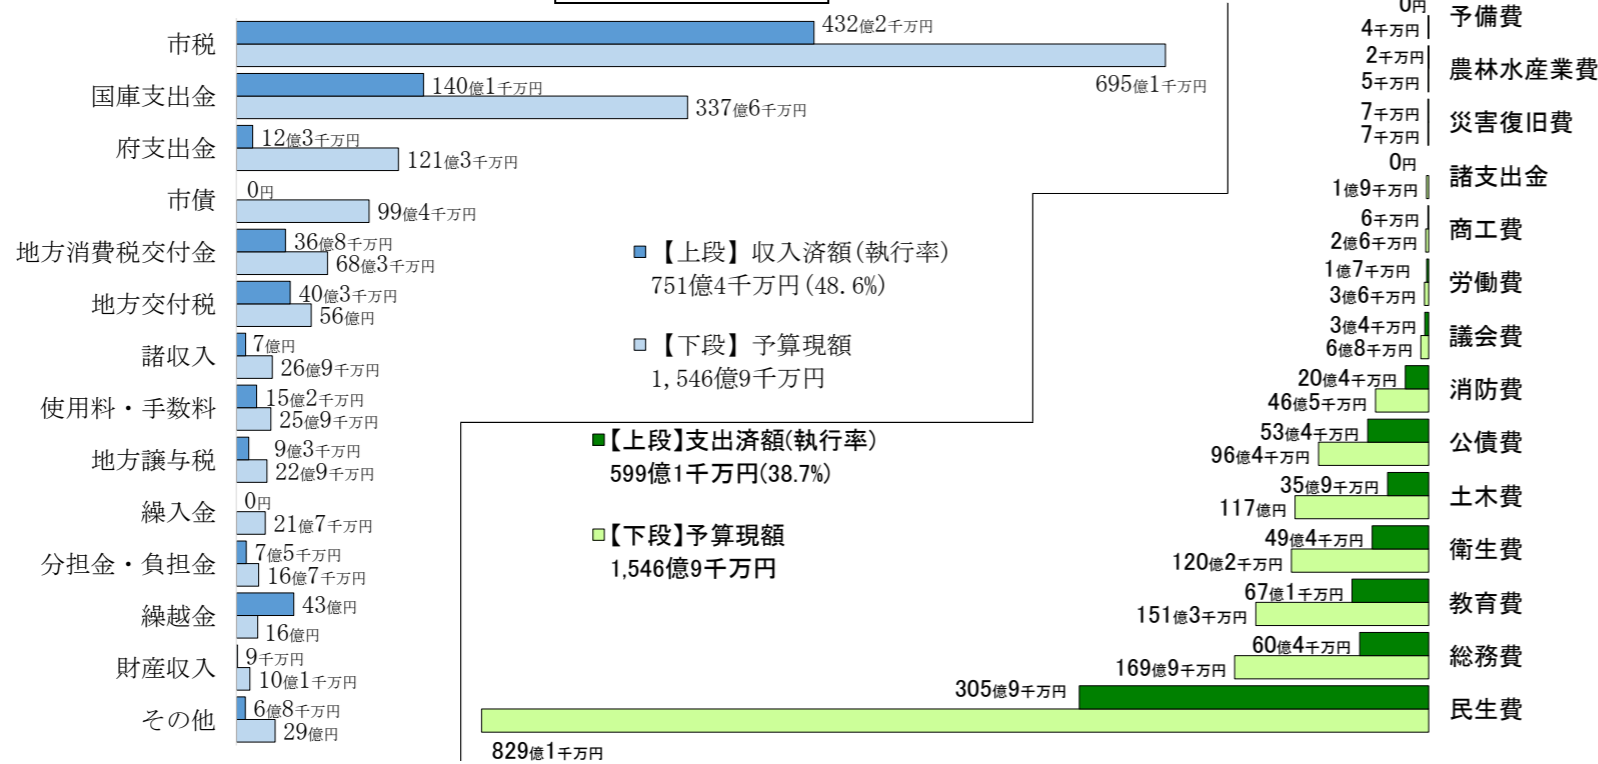 市税
432億2千万円
695億1千万円
国庫支出金
140億1千万円
337億6千万円
府支出金
12億3千万円
121億3千万円
市債
0円
99億4千万円
地方消費税交付金
36億8千万円
68億3千万円
地方交付税
40億3千万円
56億円
諸収入
7億円
26億9千万円
使用料・手数料
15億2千万円
25億9千万円
地方譲与税
9億3千万円
22億9千万円
繰入金
0円
21億7千万円
分担金・負担金
7億5千万円
16億7千万円
繰越金
43億円
16億円
財産収入
9千万円
10億1千万円
その他
6億8千万円
29億円
【上段】収入済額(執行率)
751億4千万円(48.6%)
【下段】予算現額
1,546億9千万円
【上段】支出済額(執行率)
599億1千万円(38.7%)
【下段】予算現額
1,546億9千万円
0円
4千万円
予備費
2千万円
5千万円
農林水産業費
7千万円
7千万円
災害復旧費
0円
1億9千万円
諸支出金
6千万円
2億6千万円
商工費
1億7千万円
3億6千万円
労働費
3億4千万円
6億8千万円
議会費
20億4千万円
46億5千万円
消防費
53億4千万円
96億4千万円
公債費
35億9千万円
117億円
土木費
49億4千万円
120億2千万円
衛生費
67億1千万円
151億3千万円
教育費
60億4千万円
169億9千万円
総務費
305億9千万円
829億1千万円
民生費